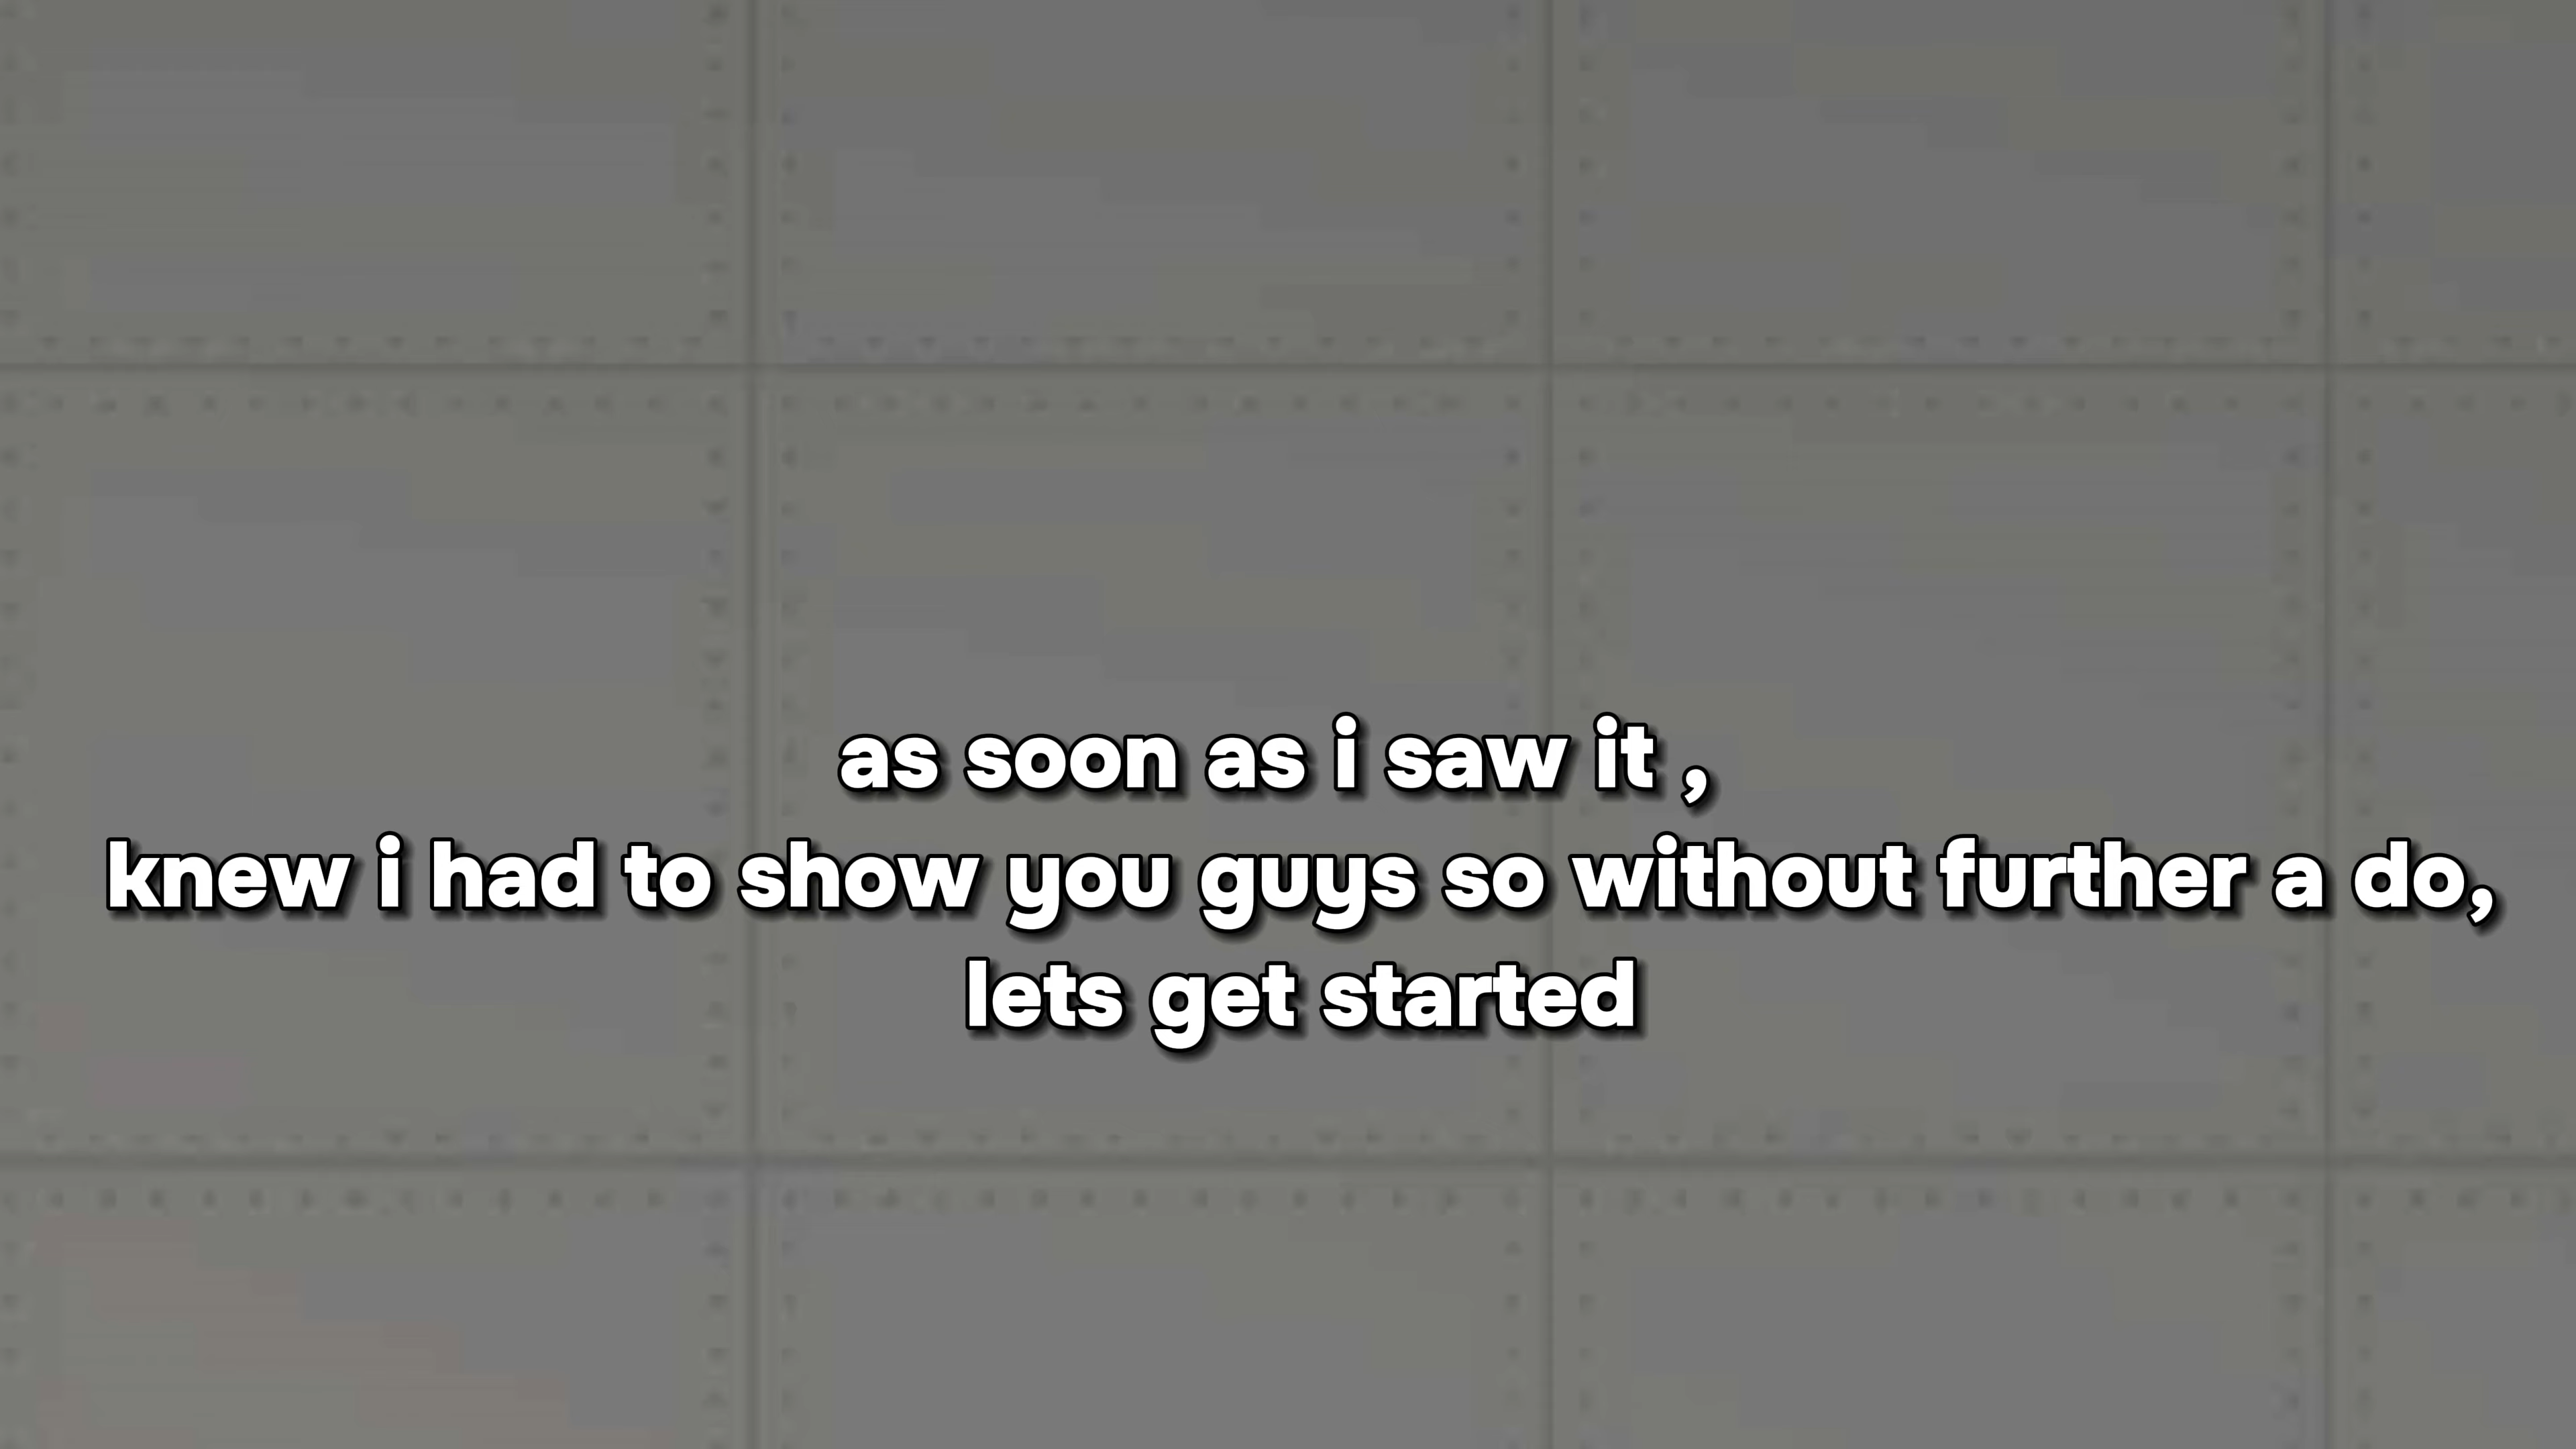 as soon as i saw it ,
knew i had to show you guys so without further a do,
lets get started